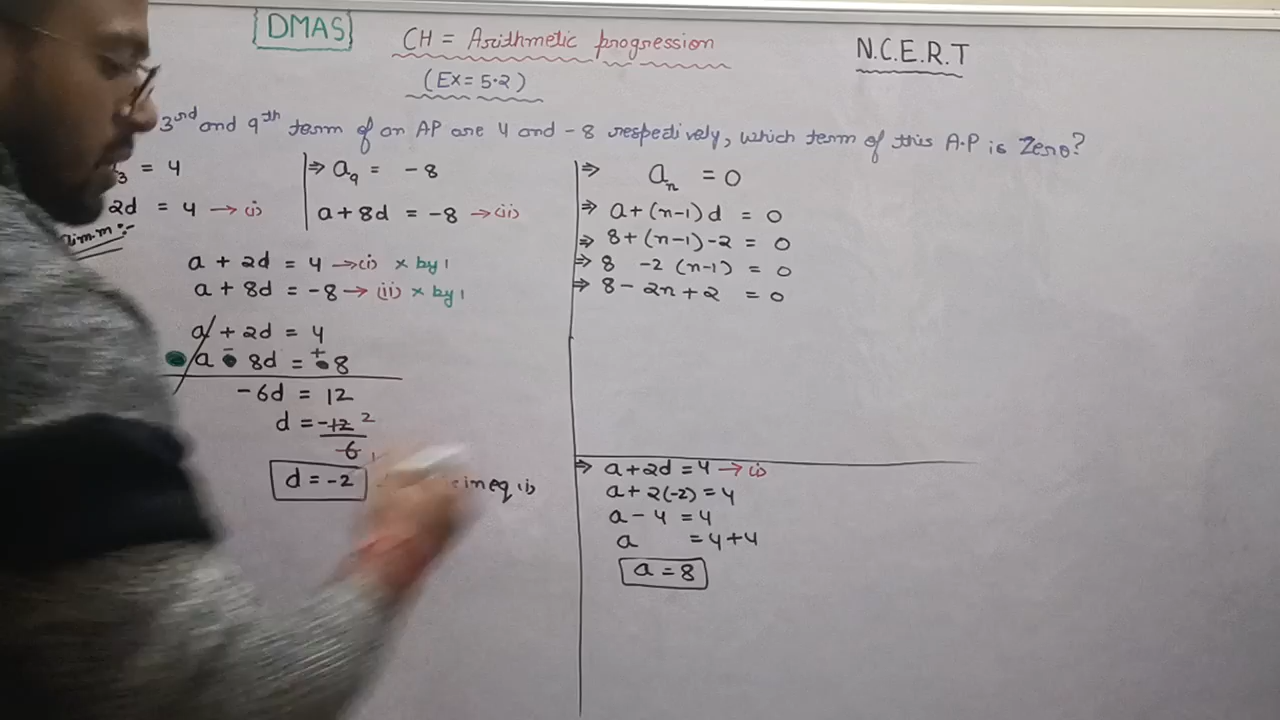 DMAS
CH = Arithmetic progression
N.C.E.R.T
(Ex = 5.2)
3rd and 9th term of an AP are 4 and -8 respectively, which term of this A.P is Zero?
3 = 4
2d = 4 → (i)
⇒ a9 = -8
a + 8d = -8 → (ii)
a + 2d = 4 → (i) × by 1
a + 8d = -8 → (ii) × by 1
a + 2d = 4
a - 8d = + 8
-6d = 12
d = -12 2
6 1
d = -2
in eq (i)
⇒ an = 0
⇒ a + (n-1) d = 0
⇒ 8 + (n-1) -2 = 0
⇒ 8 -2 (n-1) = 0
⇒ 8 - 2n + 2 = 0
⇒ a + 2d = 4 → (i)
a + 2(-2) = 4
a - 4 = 4
a = 4+4
a = 8